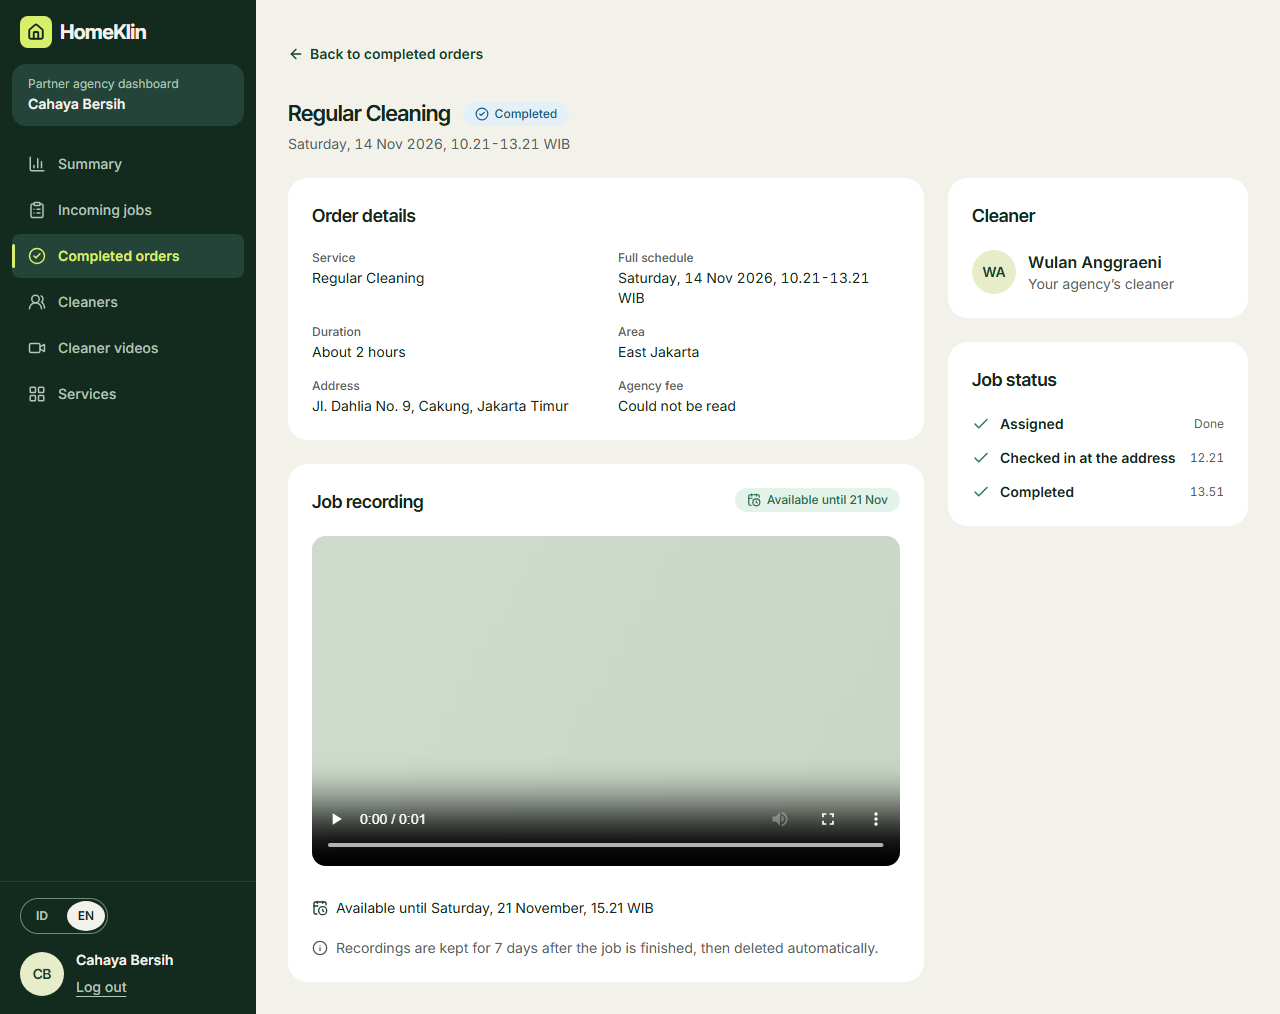 HomeKlin
Partner agency dashboard
Cahaya Bersih
Summary
Incoming jobs
Completed orders
Cleaners
Cleaner videos
Services
ID EN
CB
Cahaya Bersih
Log out
Back to completed orders
Regular Cleaning
Completed
Saturday, 14 Nov 2026, 10.21-13.21 WIB
Order details
Service
Regular Cleaning
Full schedule
Saturday, 14 Nov 2026, 10.21-13.21
WIB
Duration
About 2 hours
Area
East Jakarta
Address
Jl. Dahlia No. 9, Cakung, Jakarta Timur
Agency fee
Could not be read
Job recording
Available until 21 Nov
0:00 / 0:01
Available until Saturday, 21 November, 15.21 WIB
Recordings are kept for 7 days after the job is finished, then deleted automatically.
Cleaner
WA
Wulan Anggraeni
Your agency’s cleaner
Job status
Assigned Done
Checked in at the address 12.21
Completed 13.51